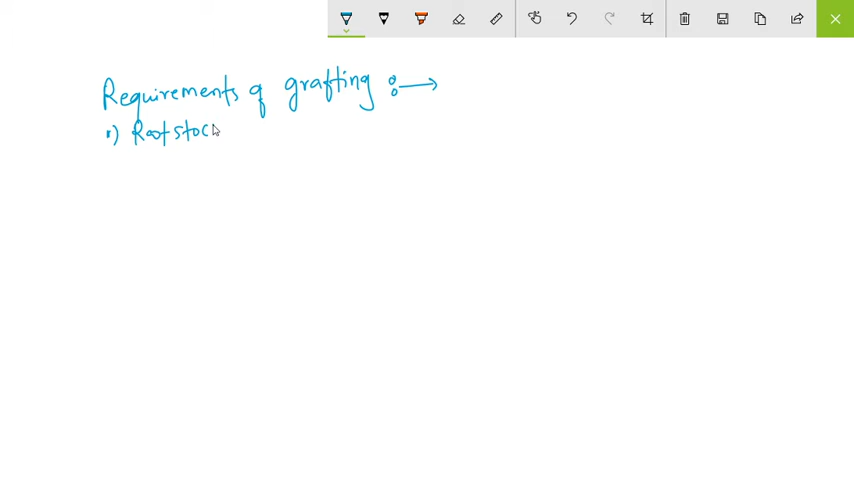 Requirements of grafting :→
1) Rootstoc